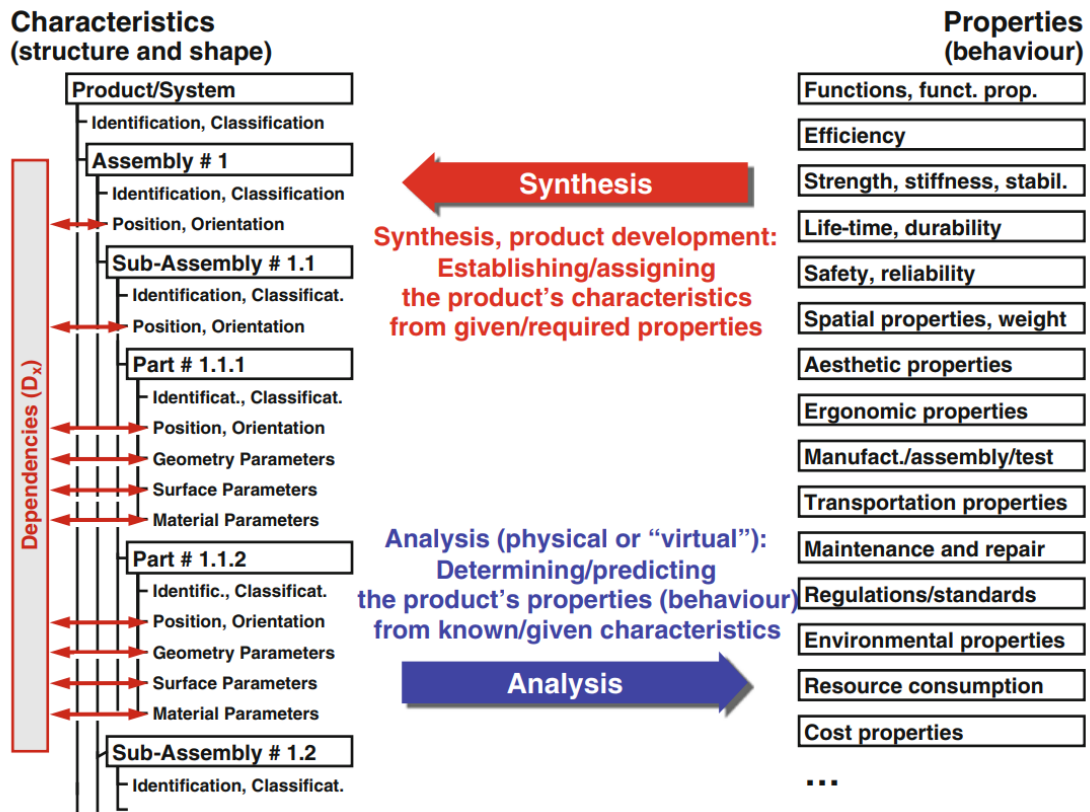 Characteristics
(structure and shape)
Product/System
Identification, Classification
Assembly # 1
Identification, Classification
Position, Orientation
Sub-Assembly # 1.1
Identification, Classificat.
Position, Orientation
Part # 1.1.1
Identificat., Classificat.
Position, Orientation
Geometry Parameters
Surface Parameters
Material Parameters
Part # 1.1.2
Identific., Classificat.
Position, Orientation
Geometry Parameters
Surface Parameters
Material Parameters
Sub-Assembly # 1.2
Identification, Classificat.
Dependencies (Dx)
Synthesis
Synthesis, product development:
Establishing/assigning
the product's characteristics
from given/required properties
Analysis (physical or “virtual”):
Determining/predicting
the product's properties (behaviour)
from known/given characteristics
Analysis
Properties
(behaviour)
Functions, funct. prop.
Efficiency
Strength, stiffness, stabil.
Life-time, durability
Safety, reliability
Spatial properties, weight
Aesthetic properties
Ergonomic properties
Manufact./assembly/test
Transportation properties
Maintenance and repair
Regulations/standards
Environmental properties
Resource consumption
Cost properties
...